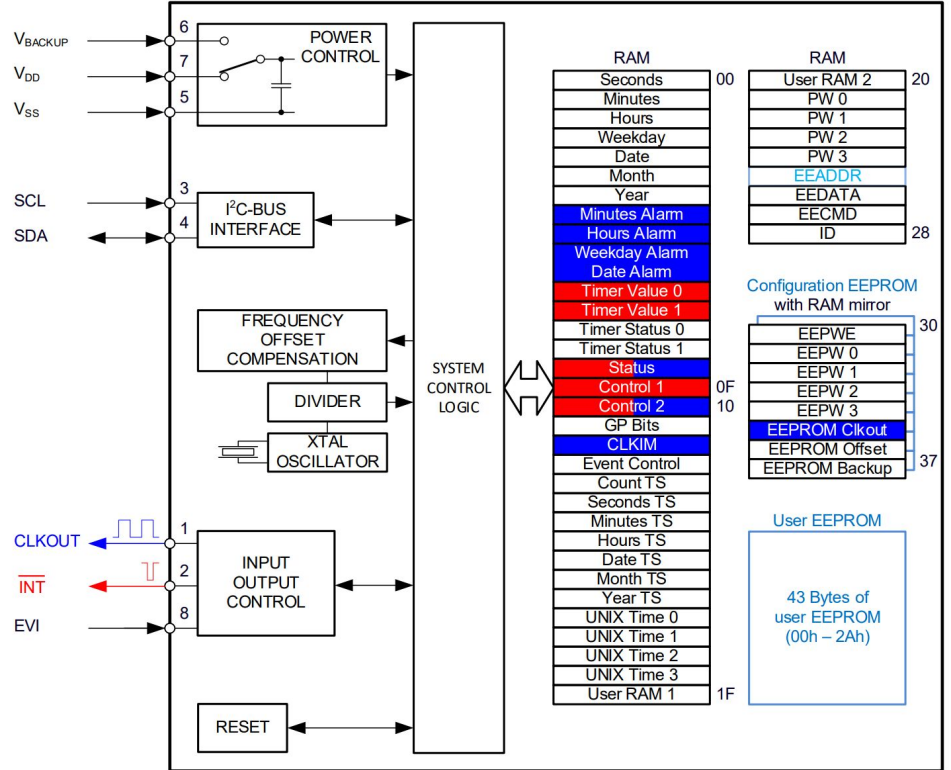 V_BACKUP
6
V_DD
7
V_SS
5
POWER
CONTROL
SCL
3
SDA
4
I²C-BUS
INTERFACE
FREQUENCY
OFFSET
COMPENSATION
DIVIDER
XTAL
OSCILLATOR
CLKOUT
1
INT
2
EVI
8
INPUT
OUTPUT
CONTROL
RESET
SYSTEM
CONTROL
LOGIC
RAM
Seconds 00
Minutes
Hours
Weekday
Date
Month
Year
Minutes Alarm
Hours Alarm
Weekday Alarm
Date Alarm
Timer Value 0
Timer Value 1
Timer Status 0
Timer Status 1
Status
Control 1 0F
Control 2 10
GP Bits
CLKIM
Event Control
Count TS
Seconds TS
Minutes TS
Hours TS
Date TS
Month TS
Year TS
UNIX Time 0
UNIX Time 1
UNIX Time 2
UNIX Time 3
User RAM 1 1F
RAM
User RAM 2 20
PW 0
PW 1
PW 2
PW 3
EEADDR
EEDATA
EECMD
ID 28
Configuration EEPROM
with RAM mirror
30
EEPWE
EEPW 0
EEPW 1
EEPW 2
EEPW 3
EEPROM Clkout
EEPROM Offset
EEPROM Backup 37
User EEPROM
43 Bytes of
user EEPROM
(00h – 2Ah)